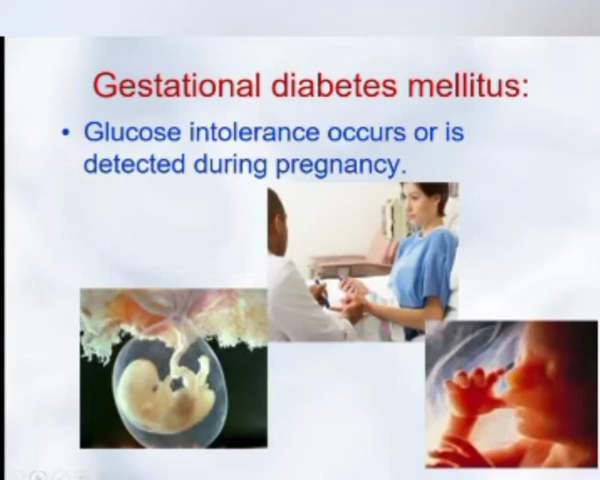 Gestational diabetes mellitus:
• Glucose intolerance occurs or is
detected during pregnancy.